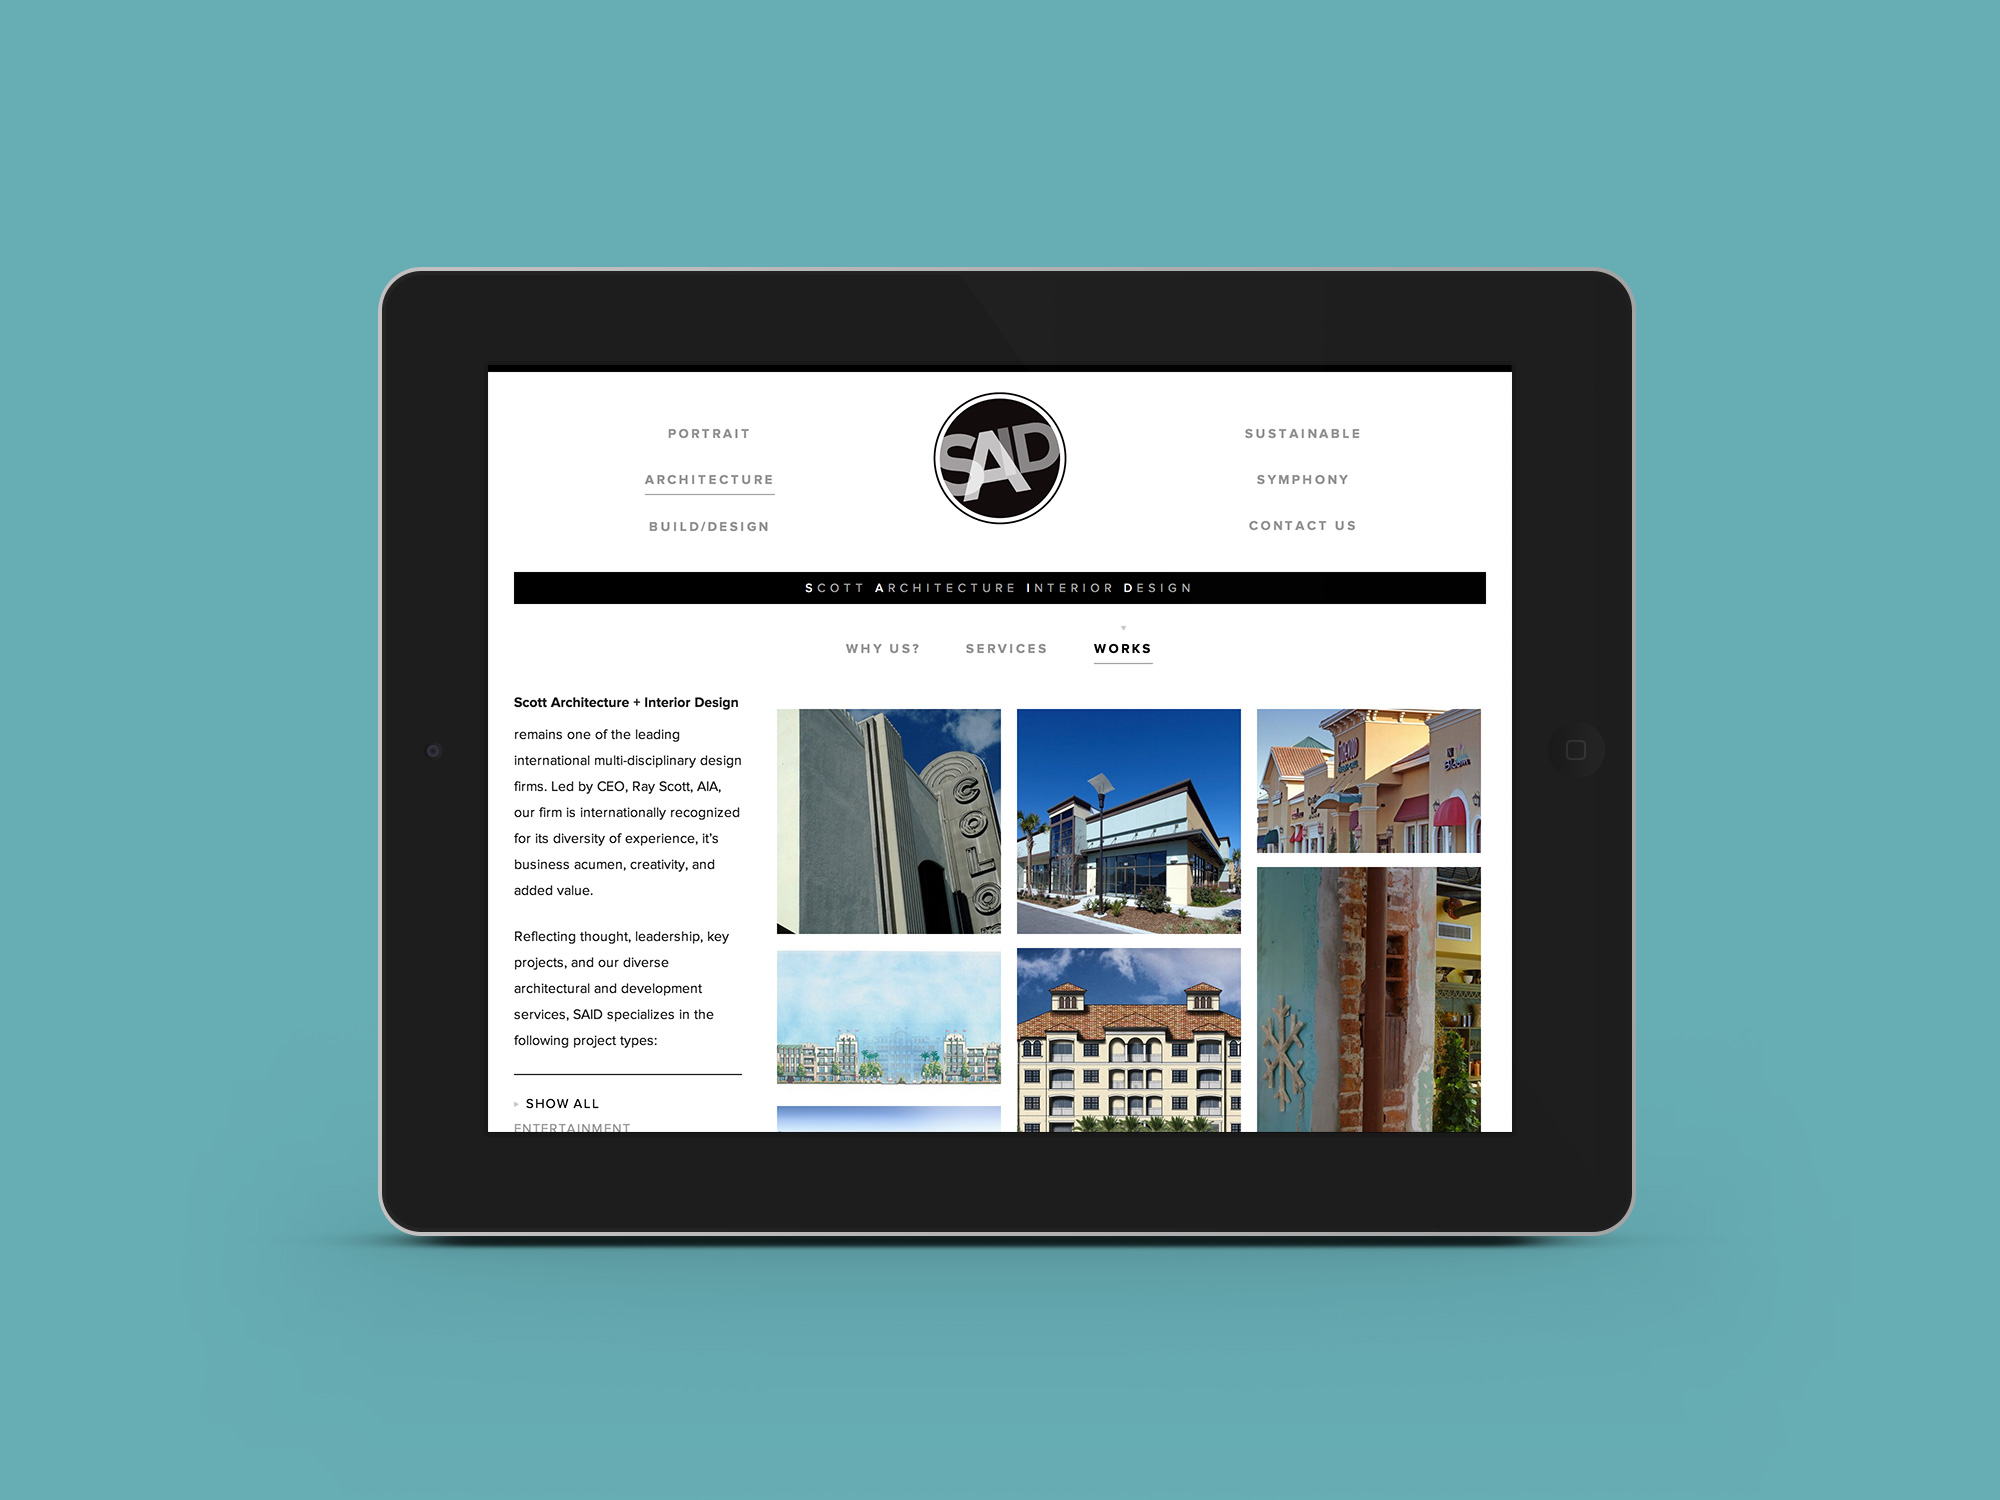 PORTRAIT
ARCHITECTURE
BUILD/DESIGN
SAID
SUSTAINABLE
SYMPHONY
CONTACT US
SCOTT ARCHITECTURE INTERIOR DESIGN
WHY US?
SERVICES
WORKS
Scott Architecture + Interior Design
remains one of the leading
international multi-disciplinary design
firms. Led by CEO, Ray Scott, AIA,
our firm is internationally recognized
for its diversity of experience, it's
business acumen, creativity, and
added value.
Reflecting thought, leadership, key
projects, and our diverse
architectural and development
services, SAID specializes in the
following project types:
SHOW ALL
ENTERTAINMENT
COLO
Bloom